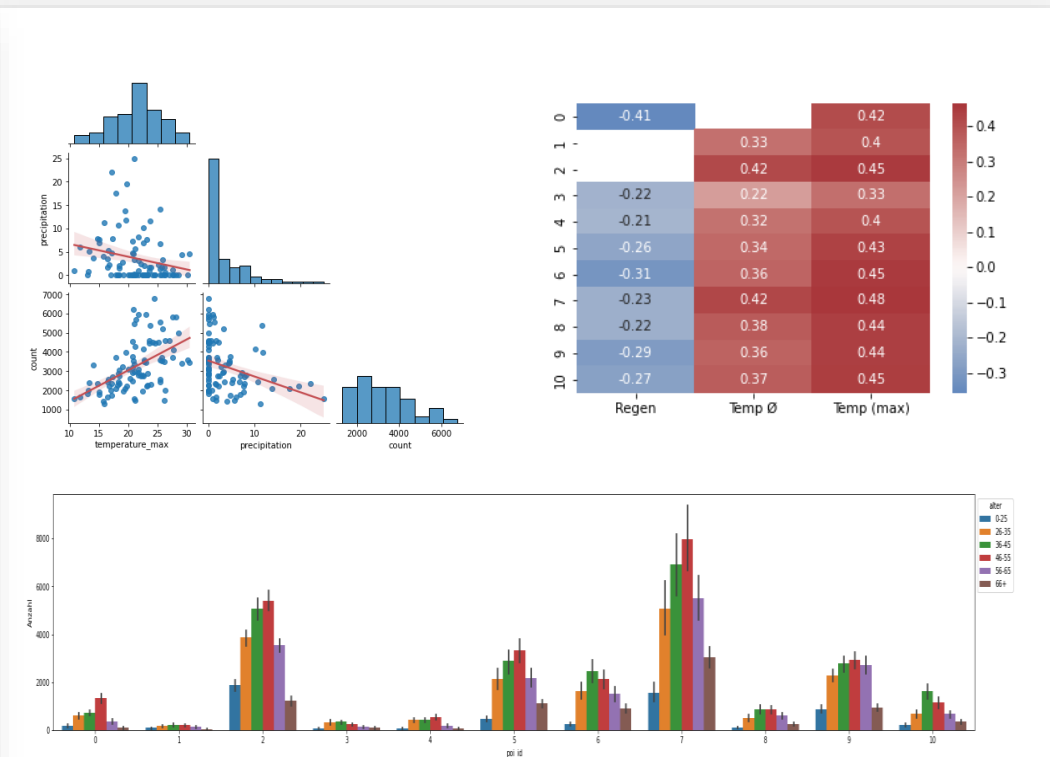 25
20
15
10
5
0
precipitation
7000
6000
5000
4000
3000
2000
1000
count
10 15 20 25 30
temperature_max
0 10 20
precipitation
2000 4000 6000
count
0 -0.41 0.42
1 0.33 0.4
2 0.42 0.45
3 -0.22 0.22 0.33
4 -0.21 0.32 0.4
5 -0.26 0.34 0.43
6 -0.31 0.36 0.45
7 -0.23 0.42 0.48
8 -0.22 0.38 0.44
9 -0.29 0.36 0.44
10 -0.27 0.37 0.45
Regen Temp Ø Temp (max)
0.4
0.3
0.2
0.1
0.0
−0.1
−0.2
−0.3
8000
6000
4000
2000
0
Anzahl
0 1 2 3 4 5 6 7 8 9 10
poi id
alter
0-25
26-35
36-45
46-55
56-65
66+